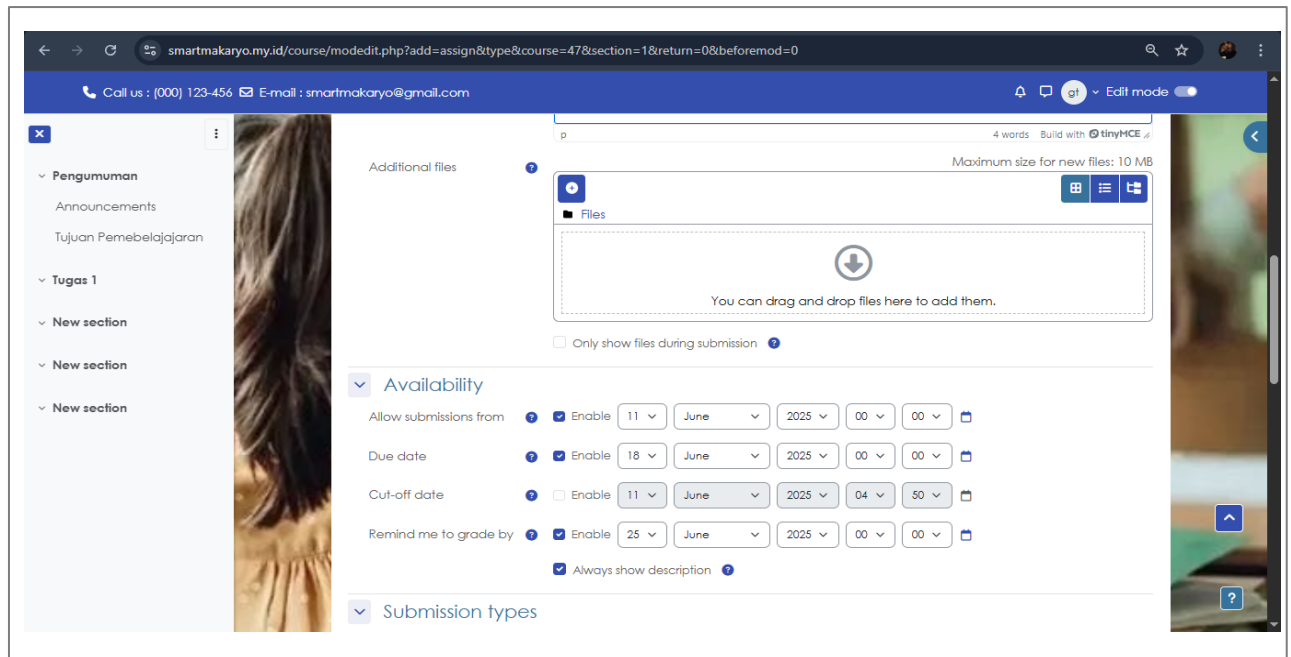 smartmakaryo.my.id/course/modedit.php?add=assign&type&course=47&section=1&return=0&beforemod=0
Call us : (000) 123-456 E-mail : smartmakaryo@gmail.com
gt Edit mode
p 4 words Build with tinyMCE
Additional files ? Maximum size for new files: 10 MB
Files
You can drag and drop files here to add them.
Only show files during submission ?
Pengumuman
Announcements
Tujuan Pemebelajajaran
Tugas 1
New section
New section
New section
Availability
Allow submissions from ? Enable 11 June 2025 00 00
Due date ? Enable 18 June 2025 00 00
Cut-off date ? Enable 11 June 2025 04 50
Remind me to grade by ? Enable 25 June 2025 00 00
Always show description ?
Submission types
?